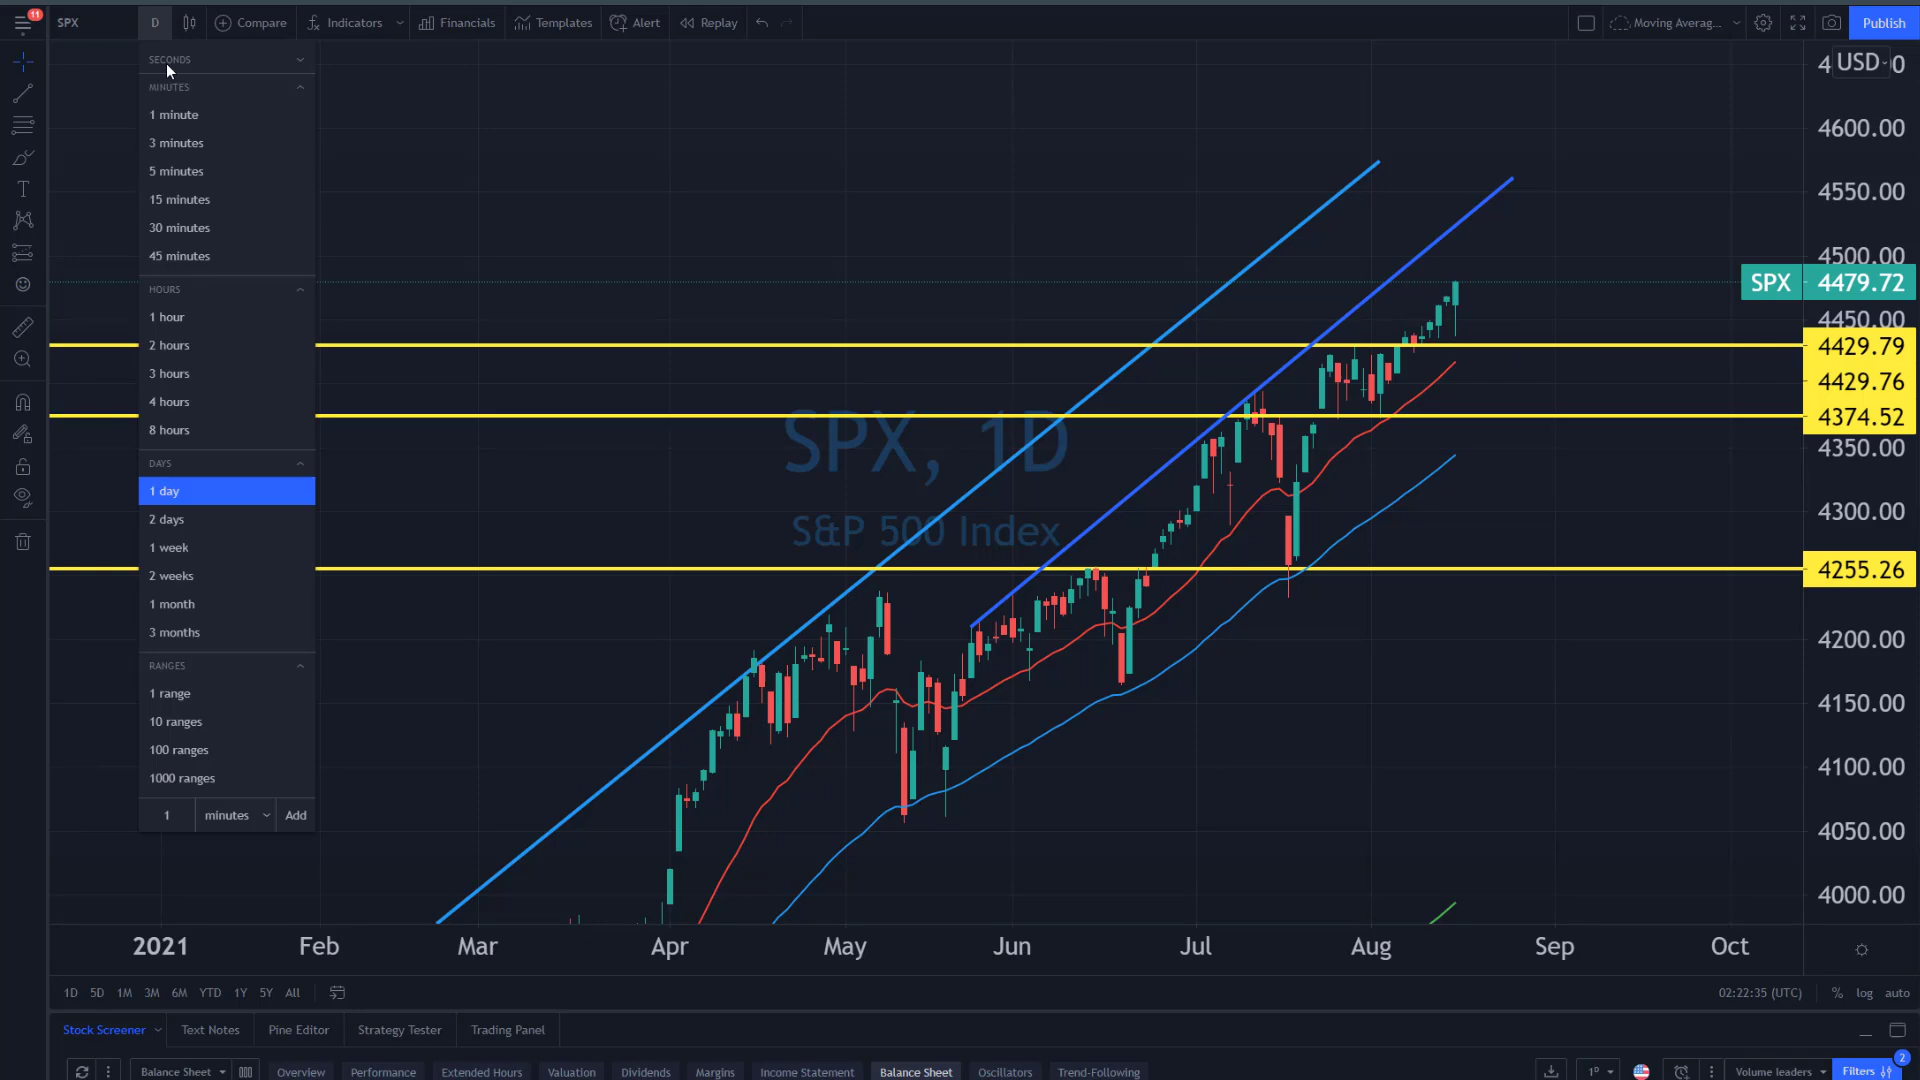 11
SPX
D
Compare
Indicators
Financials
Templates
Alert
Replay
Moving Averag...
Publish
SECONDS
MINUTES
1 minute
3 minutes
5 minutes
15 minutes
30 minutes
45 minutes
HOURS
1 hour
2 hours
3 hours
4 hours
8 hours
DAYS
1 day
2 days
1 week
2 weeks
1 month
3 months
RANGES
1 range
10 ranges
100 ranges
1000 ranges
1 minutes Add
SPX, 1D
S&P 500 Index
USD
4600.00
4550.00
4500.00
SPX 4479.72
4450.00
4429.79
4429.76
4374.52
4350.00
4300.00
4255.26
4200.00
4150.00
4100.00
4050.00
4000.00
2021 Feb Mar Apr May Jun Jul Aug Sep Oct
1D 5D 1M 3M 6M YTD 1Y 5Y All
02:22:35 (UTC) % log auto
Stock Screener Text Notes Pine Editor Strategy Tester Trading Panel
Balance Sheet Overview Performance Extended Hours Valuation Dividends Margins Income Statement Balance Sheet Oscillators Trend-Following
1D Volume leaders Filters 2